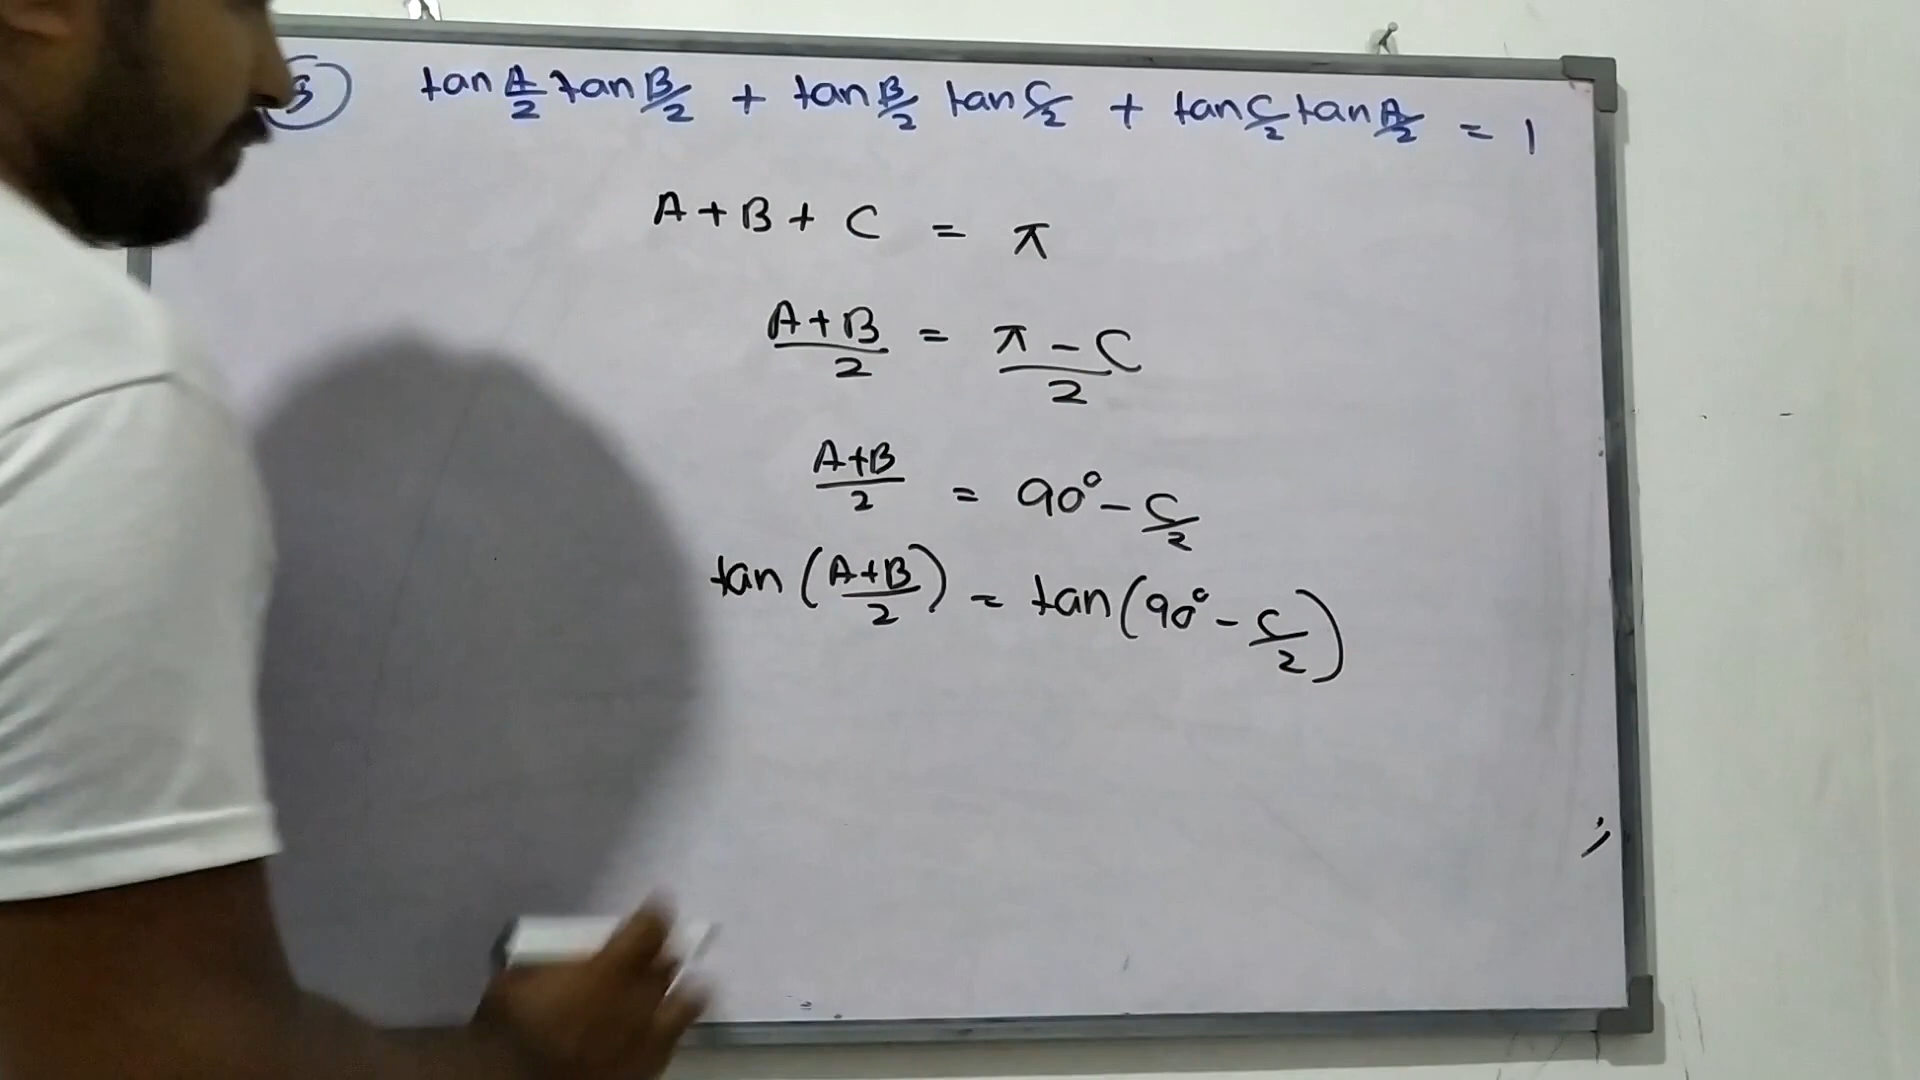 3 tan A/2 tan B/2 + tan B/2 tan C/2 + tan C/2 tan A/2 = 1
A + B + C = π
A+B/2 = π - C/2
A+B/2 = 90° - C/2
tan (A+B/2) = tan (90° - C/2)